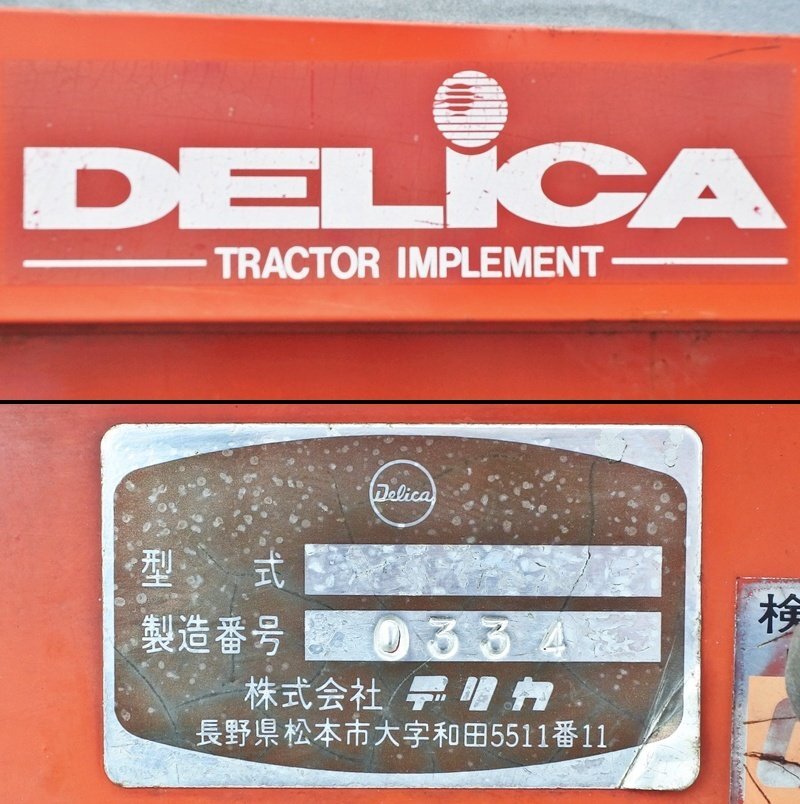 DELICA
TRACTOR IMPLEMENT
Delica
型式
製造番号 0334
株式会社 デリカ
長野県松本市大字和田5511番11
検